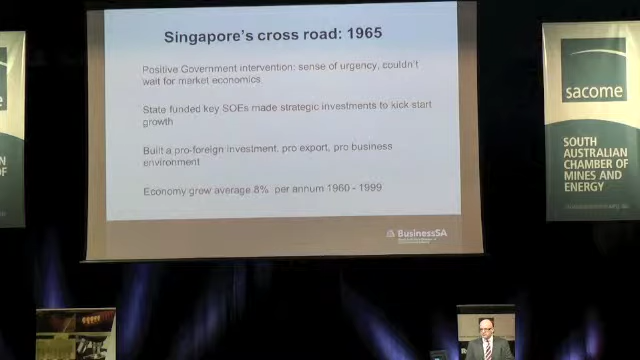 Singapore's cross road: 1965
Positive Government intervention: sense of urgency, couldn't
wait for market economics.
State funded key SOEs made strategic investments to kick start
growth
Built a pro-foreign investment, pro export, pro business
environment
Economy grew average 8% per annum 1960 - 1999
BusinessSA
sacome
SOUTH
AUSTRALIAN
CHAMBER OF
MINES AND
ENERGY